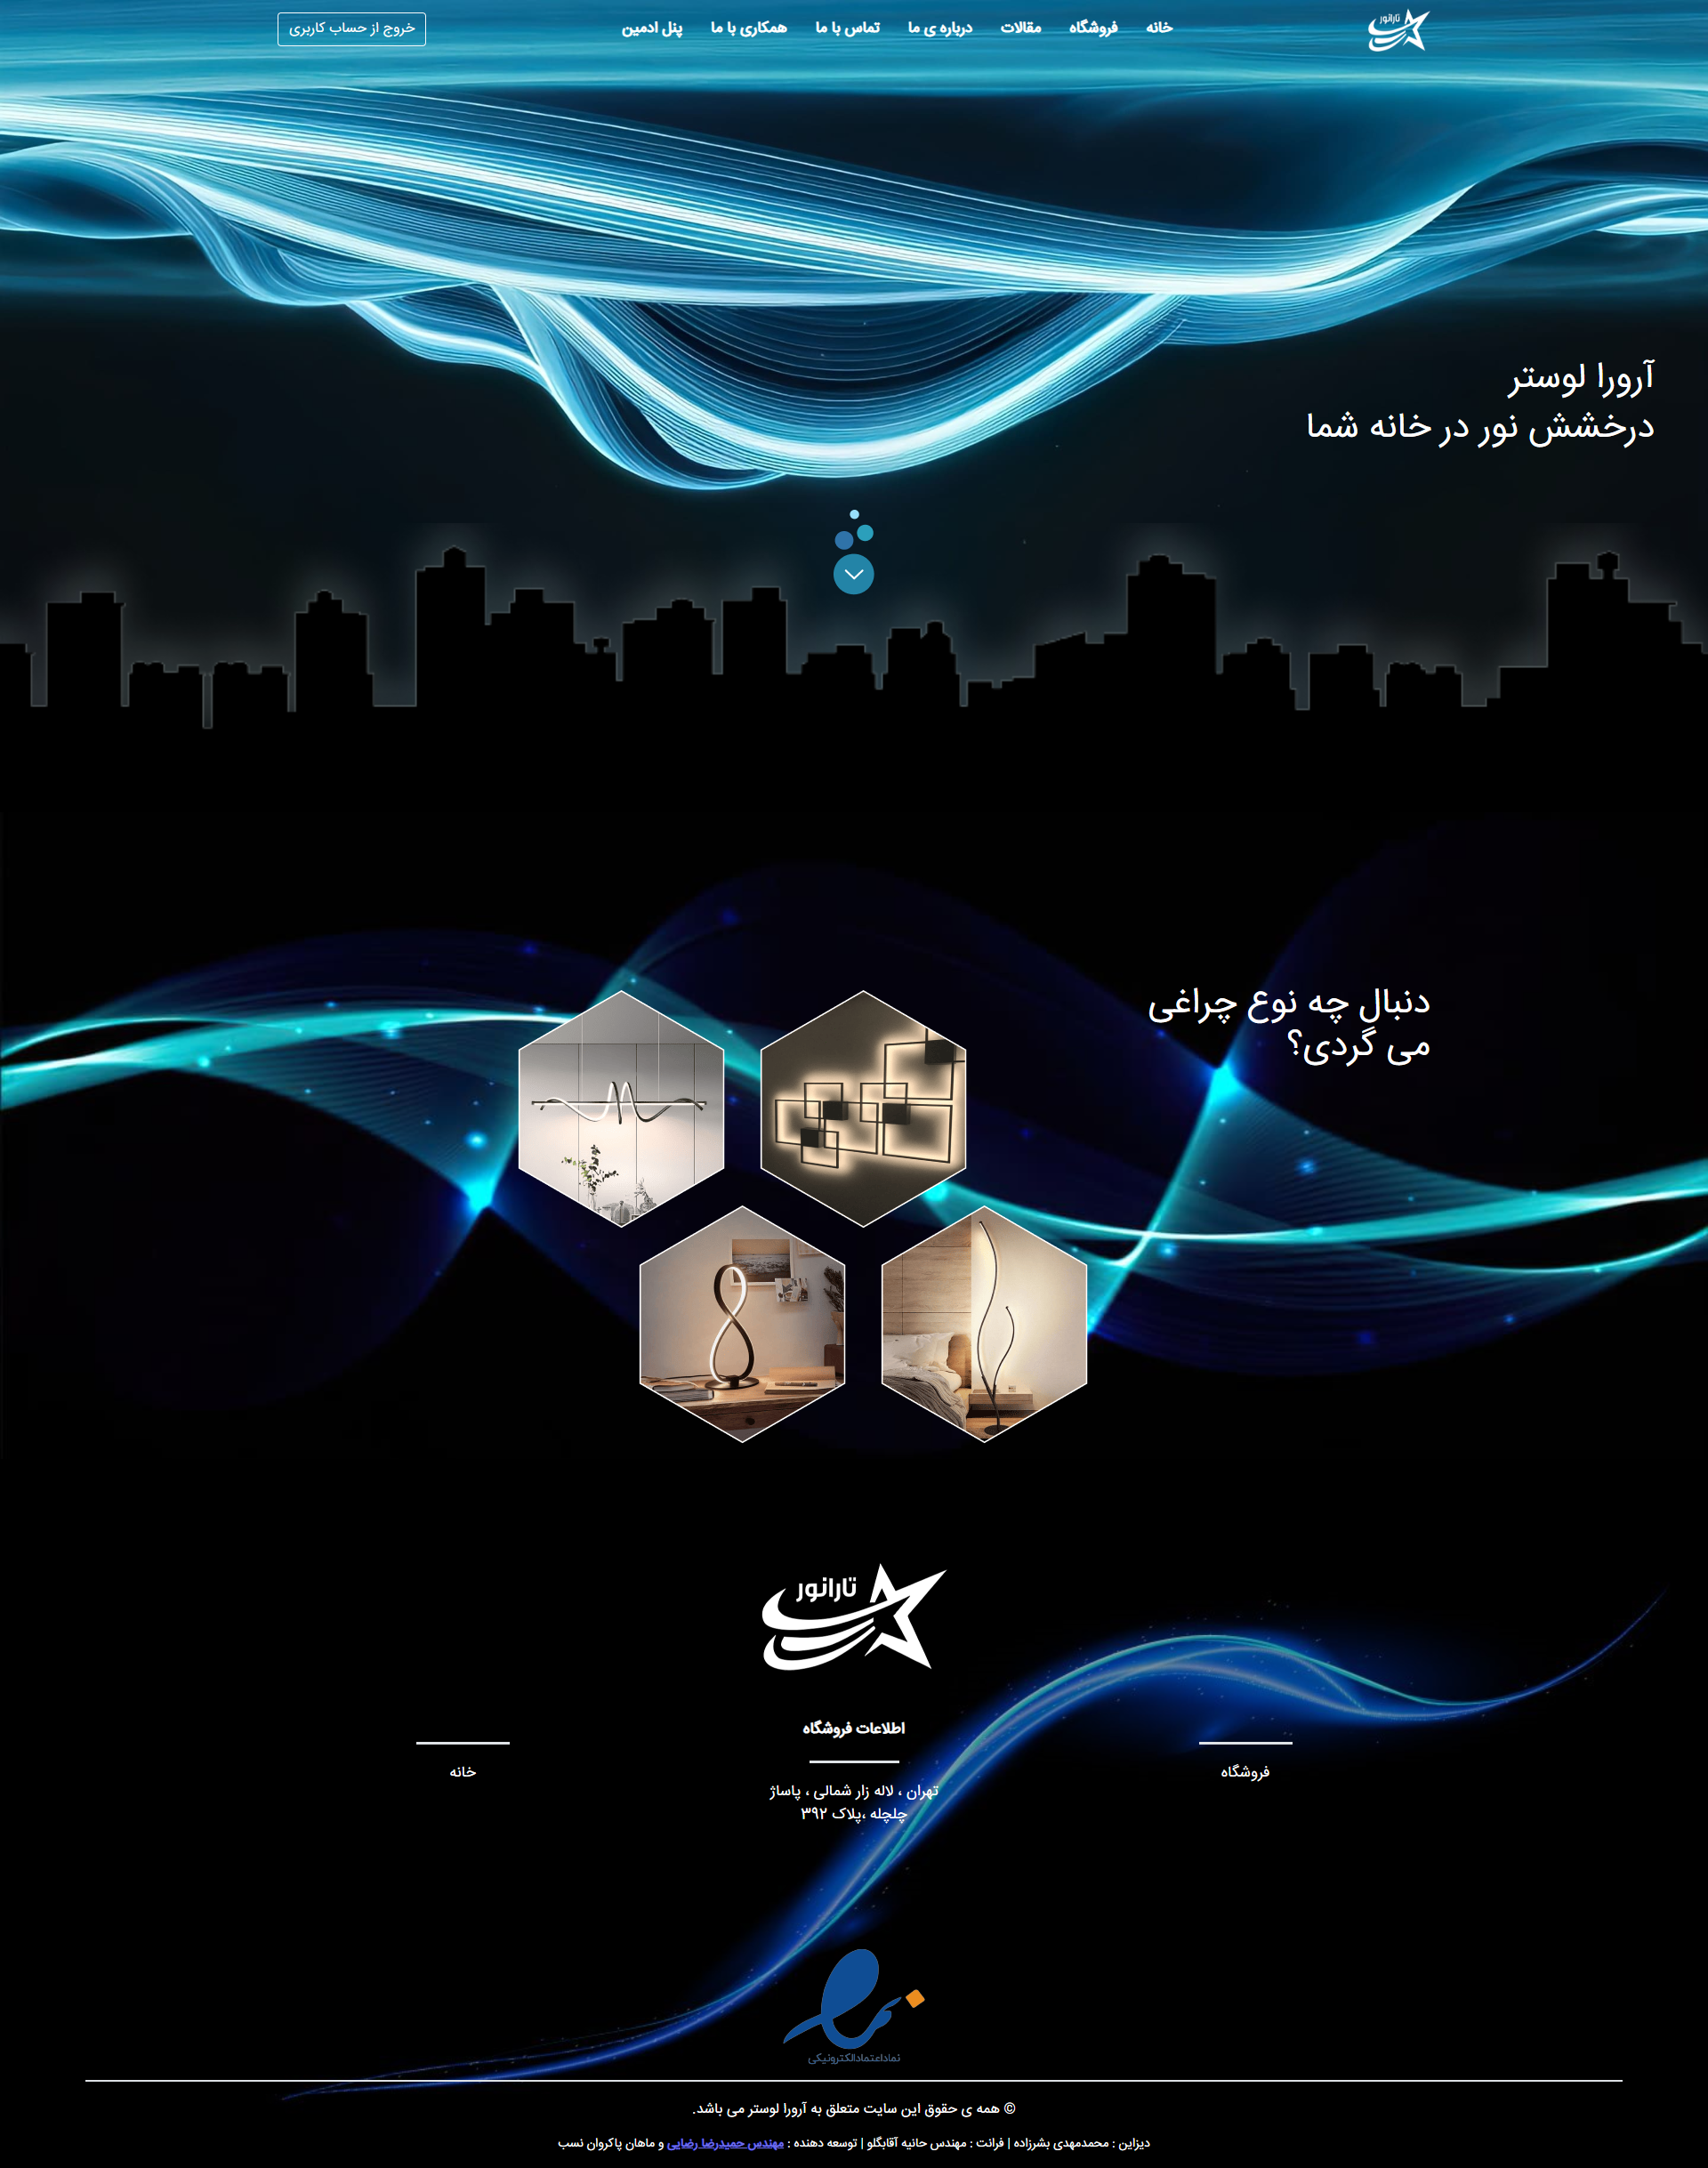 تارانور
خانه
فروشگاه
مقالات
درباره ی ما
تماس با ما
همکاری با ما
پنل ادمین
خروج از حساب کاربری
آرورا لوستر
درخشش نور در خانه شما
دنبال چه نوع چراغی
می گردی؟
تارانور
اطلاعات فروشگاه
فروشگاه
تهران ، لاله زار شمالی ، پاساژ
چلچله ،پلاک ۳۹۲
خانه
نماداعتمادالکترونیکی
© همه ی حقوق این سایت متعلق به آرورا لوستر می باشد.
دیزاین : محمدمهدی بشرزاده | فرانت : مهندس حانیه آقابگلو | توسعه دهنده : مهندس حمیدرضا رضایی و ماهان پاکروان نسب